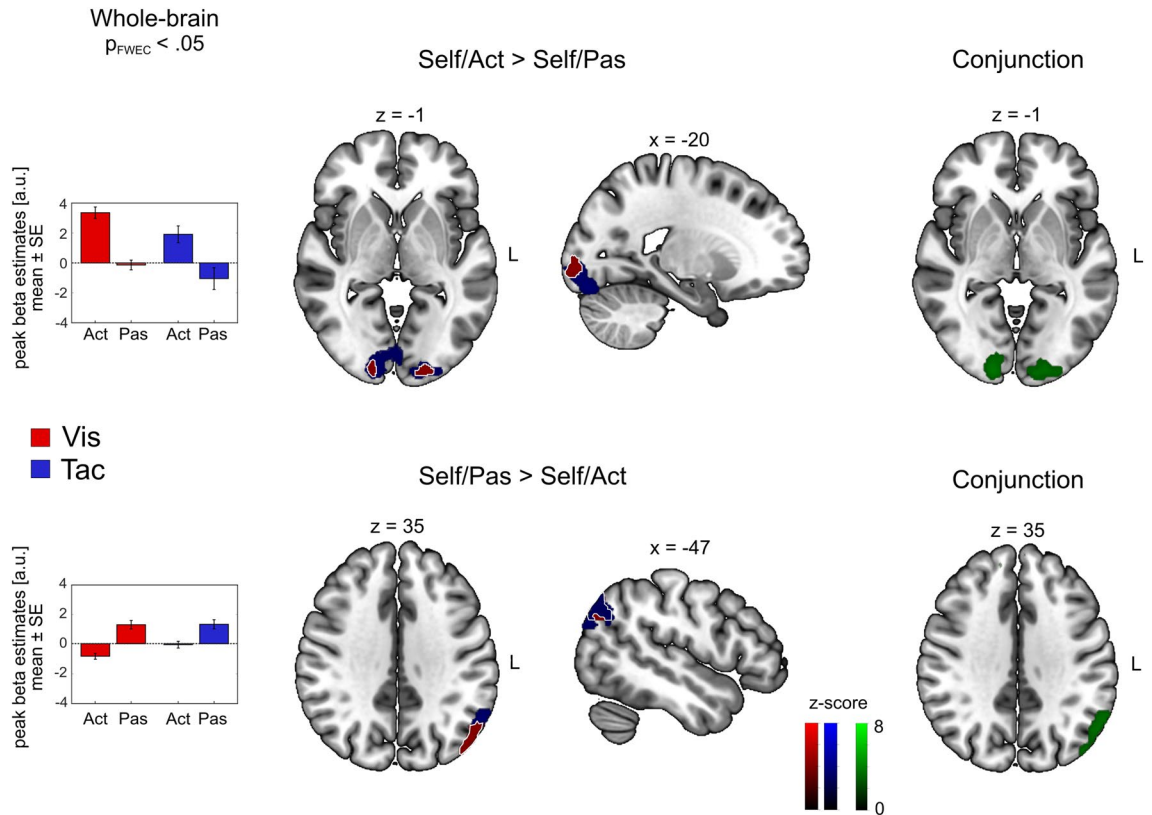 Whole-brain
pFWEC < .05
Self/Act > Self/Pas
Conjunction
z = -1
x = -20
z = -1
peak beta estimates [a.u.]
mean ± SE
4
2
0
-2
-4
Act Pas Act Pas
L
L
Vis
Tac
Self/Pas > Self/Act
Conjunction
z = 35
x = -47
z = 35
peak beta estimates [a.u.]
mean ± SE
4
2
0
-2
-4
Act Pas Act Pas
L
L
z-score
8
0